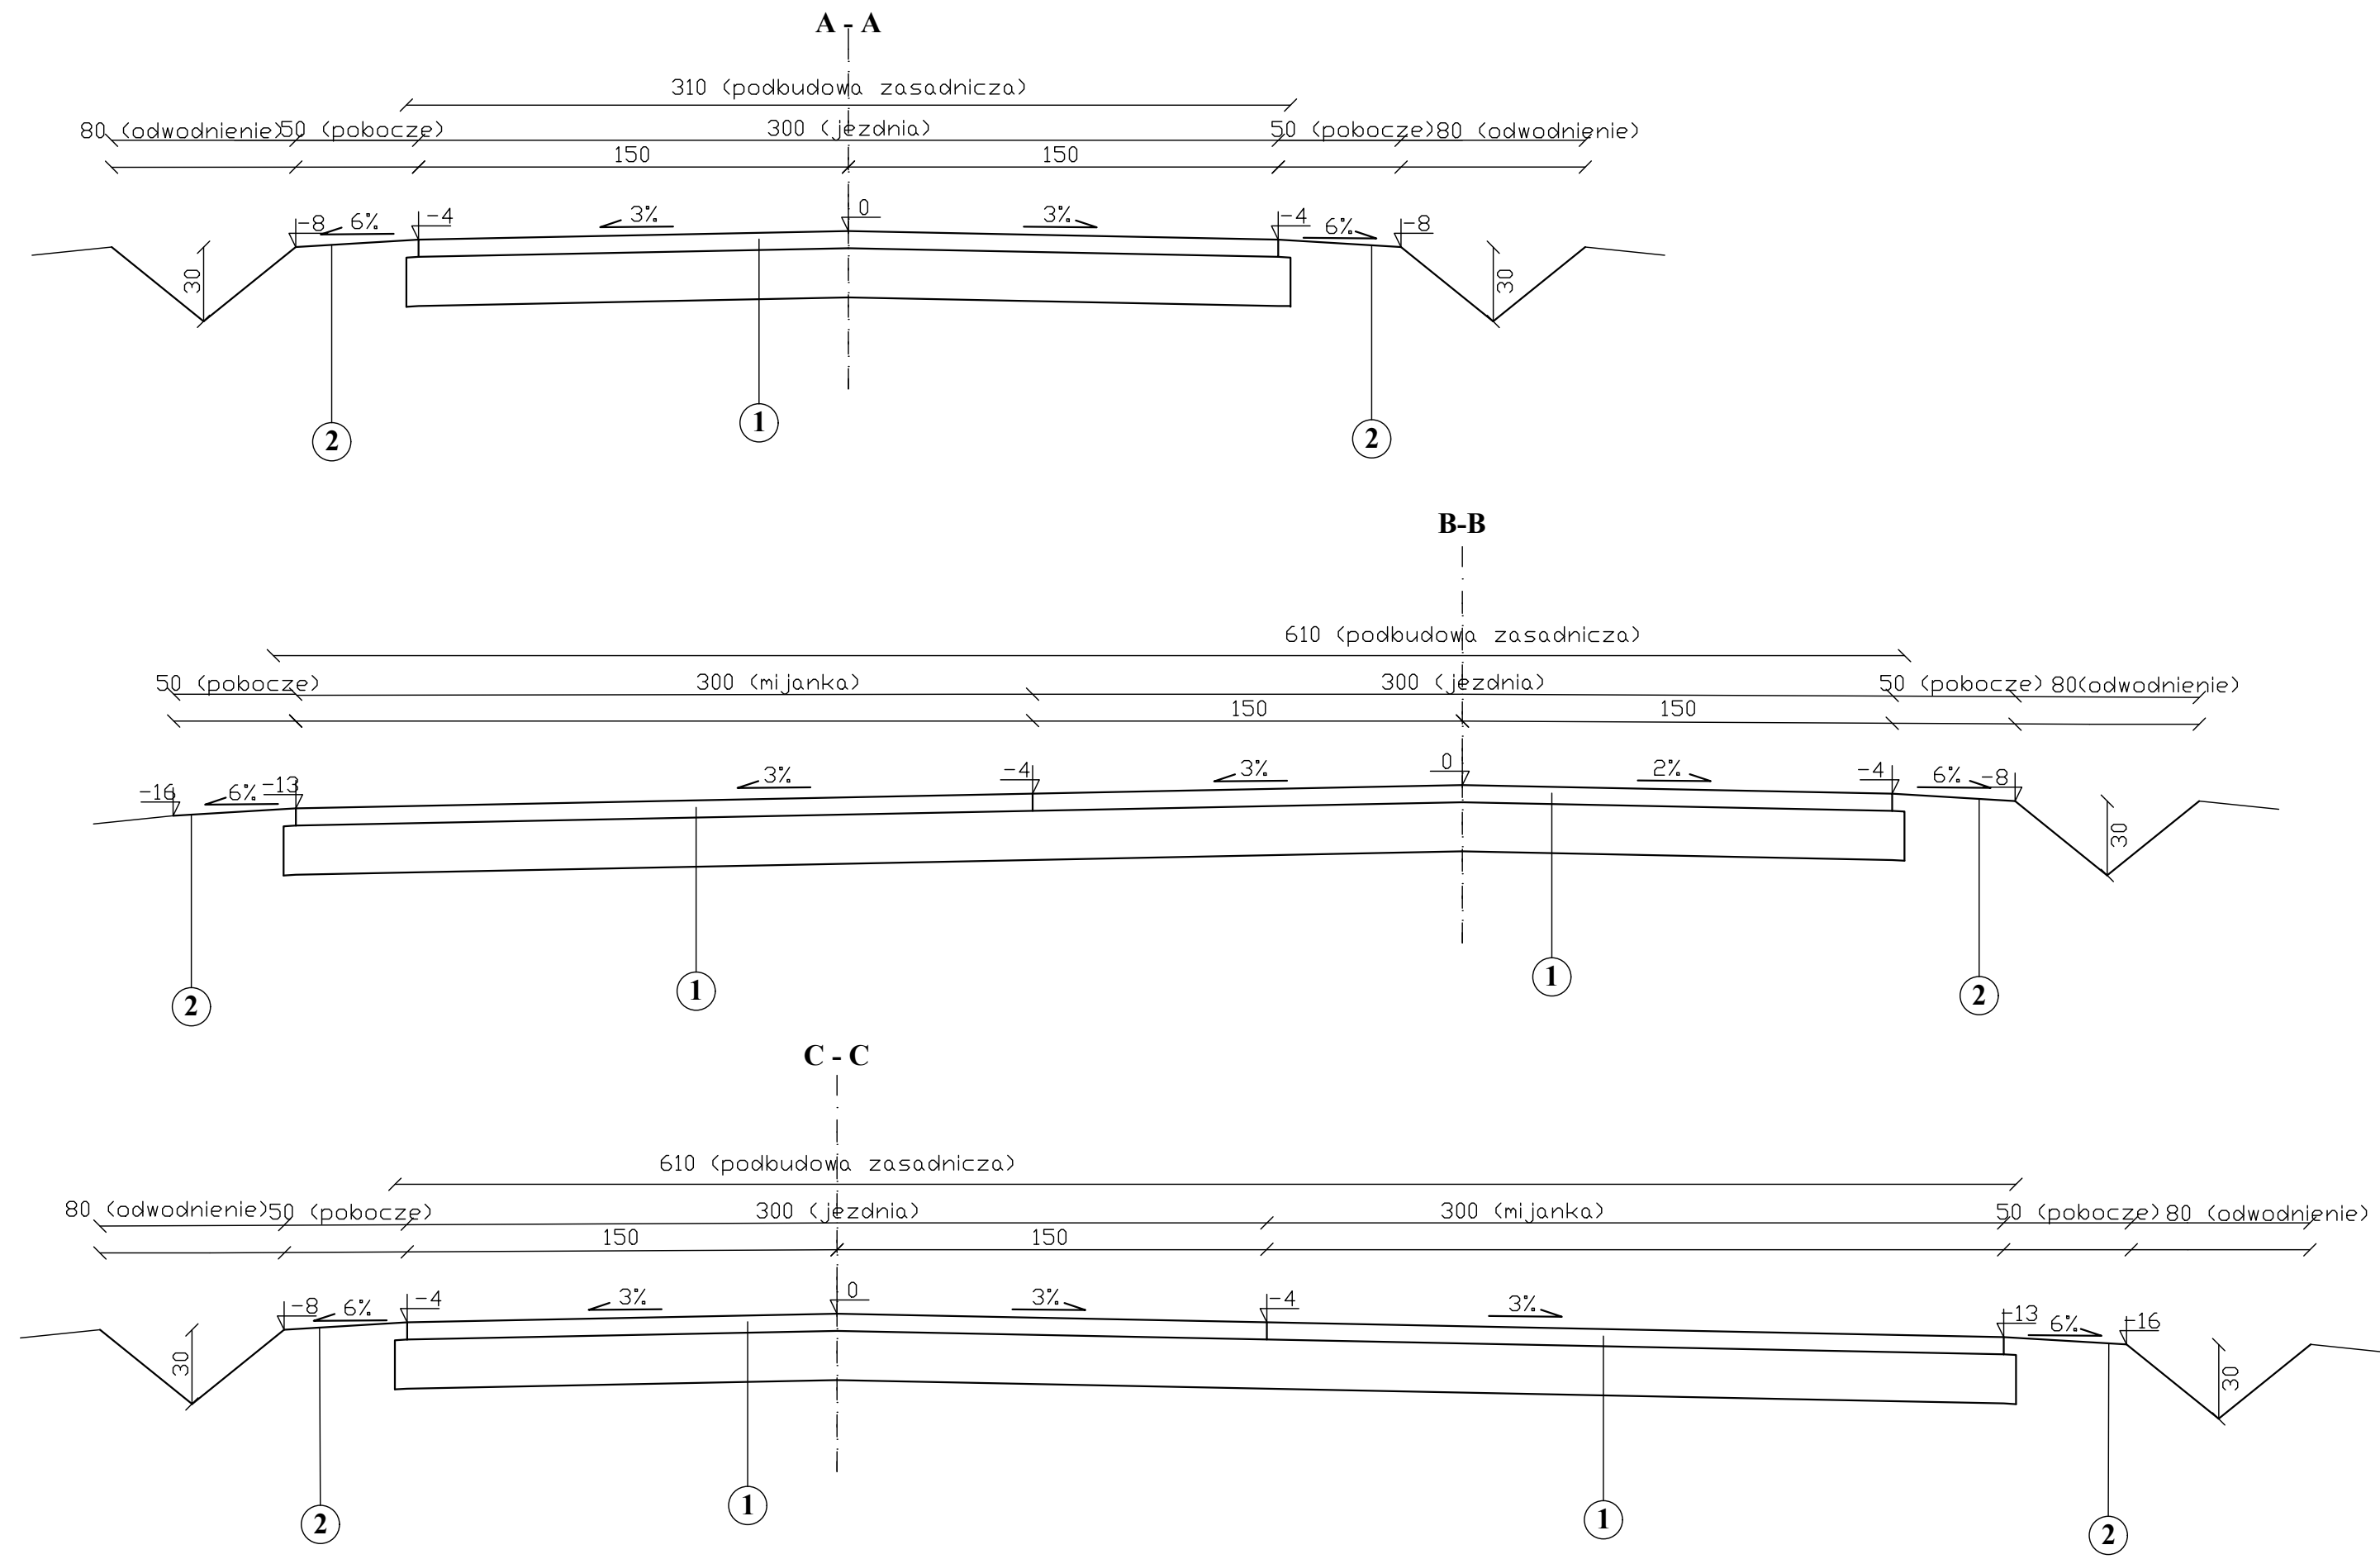 A - A
310 (podbudowa zasadnicza)
80 (odwodnienie) 50 (pobocze) 300 (jezdnia) 50 (pobocze) 80 (odwodnienie)
150 150
-8 6% -4 3% 0 3% -4 6% -8
30 30
2 1 2
B-B
610 (podbudowa zasadnicza)
50 (pobocze) 300 (mijanka) 300 (jezdnia) 50 (pobocze) 80(odwodnienie)
150 150
-16 6% -13 3% -4 3% 0 2% -4 6% -8
30
2 1 1 2
C - C
610 (podbudowa zasadnicza)
80 (odwodnienie) 50 (pobocze) 300 (jezdnia) 300 (mijanka) 50 (pobocze) 80 (odwodnienie)
150 150
-8 6% -4 3% 0 3% -4 3% -13 6% -16
30 30
2 1 1 2